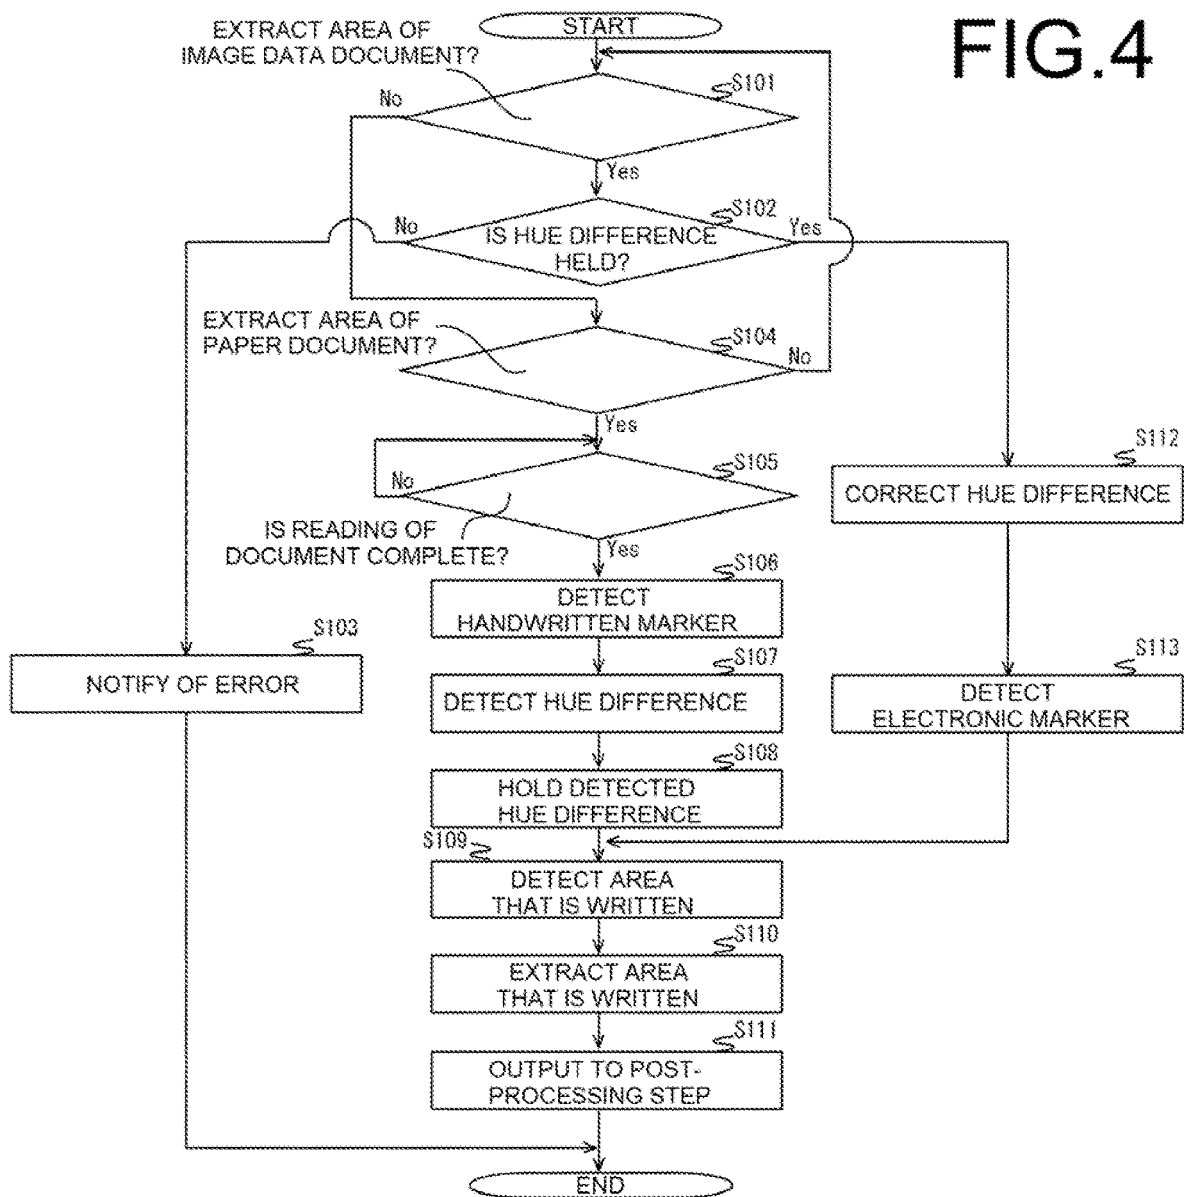 FIG.4
START
EXTRACT AREA OF
IMAGE DATA DOCUMENT?
S101
No
Yes
S102
No
IS HUE DIFFERENCE
HELD?
Yes
EXTRACT AREA OF
PAPER DOCUMENT?
S104
No
Yes
S105
No
IS READING OF
DOCUMENT COMPLETE?
Yes
S112
CORRECT HUE DIFFERENCE
S106
DETECT
HANDWRITTEN MARKER
S103
NOTIFY OF ERROR
S107
DETECT HUE DIFFERENCE
S113
DETECT
ELECTRONIC MARKER
S108
HOLD DETECTED
HUE DIFFERENCE
S109
DETECT AREA
THAT IS WRITTEN
S110
EXTRACT AREA
THAT IS WRITTEN
S111
OUTPUT TO POST-
PROCESSING STEP
END